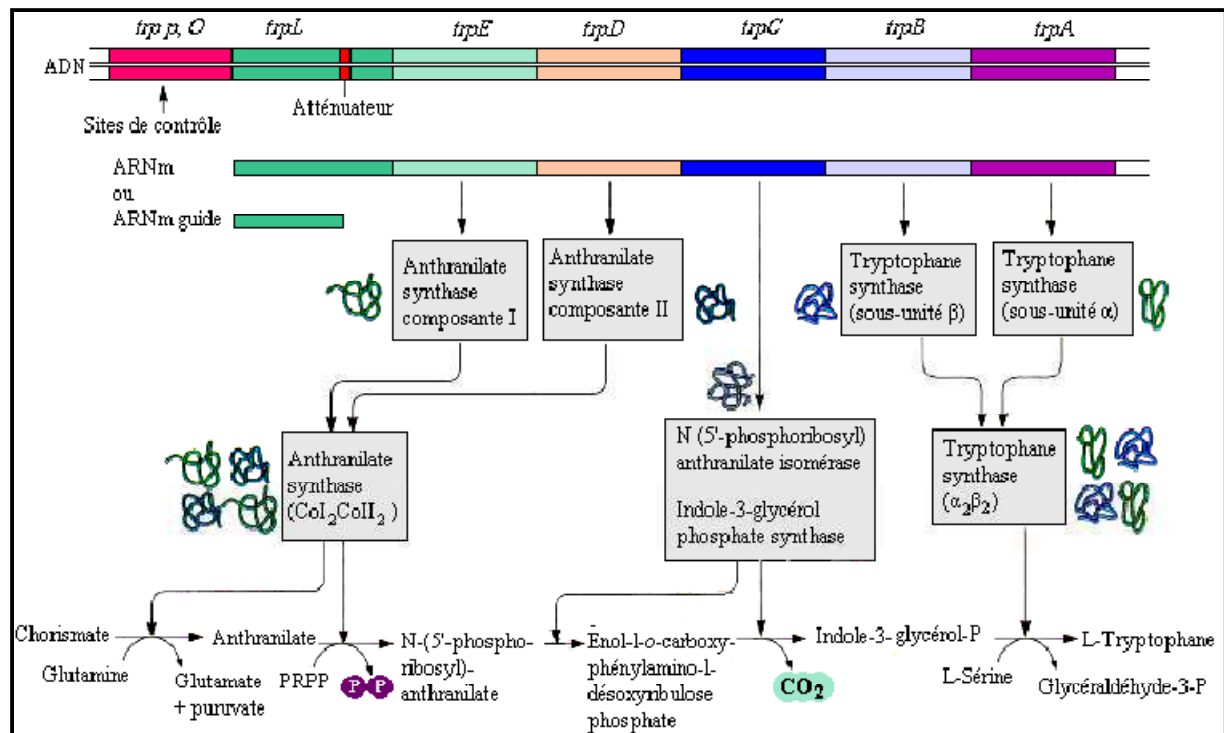 trp p, O trpL trpE trpD trpC trpB trpA
ADN
Atténuateur
Sites de contrôle
ARNm
ou
ARNm guide
Anthranilate
synthase
composante I
Anthranilate
synthase
composante II
Tryptophane
synthase
(sous-unité β)
Tryptophane
synthase
(sous-unité α)
Anthranilate
synthase
(CoI2CoII2 )
N (5'-phosphoribosyl)
anthranilate isomérase
Indole-3-glycérol
phosphate synthase
Tryptophane
synthase
(α2β2)
Chorismate
Glutamine
Glutamate
+ puruvate
Anthranilate
PRPP
P P
N-(5'-phospho-
ribosyl)-
anthranilate
Enol-1-o-carboxy-
phénylamino-1-
désoxyribulose
phosphate
CO2
Indole-3-glycérol-P
L-Sérine
L-Tryptophane
Glycéraldéhyde-3-P